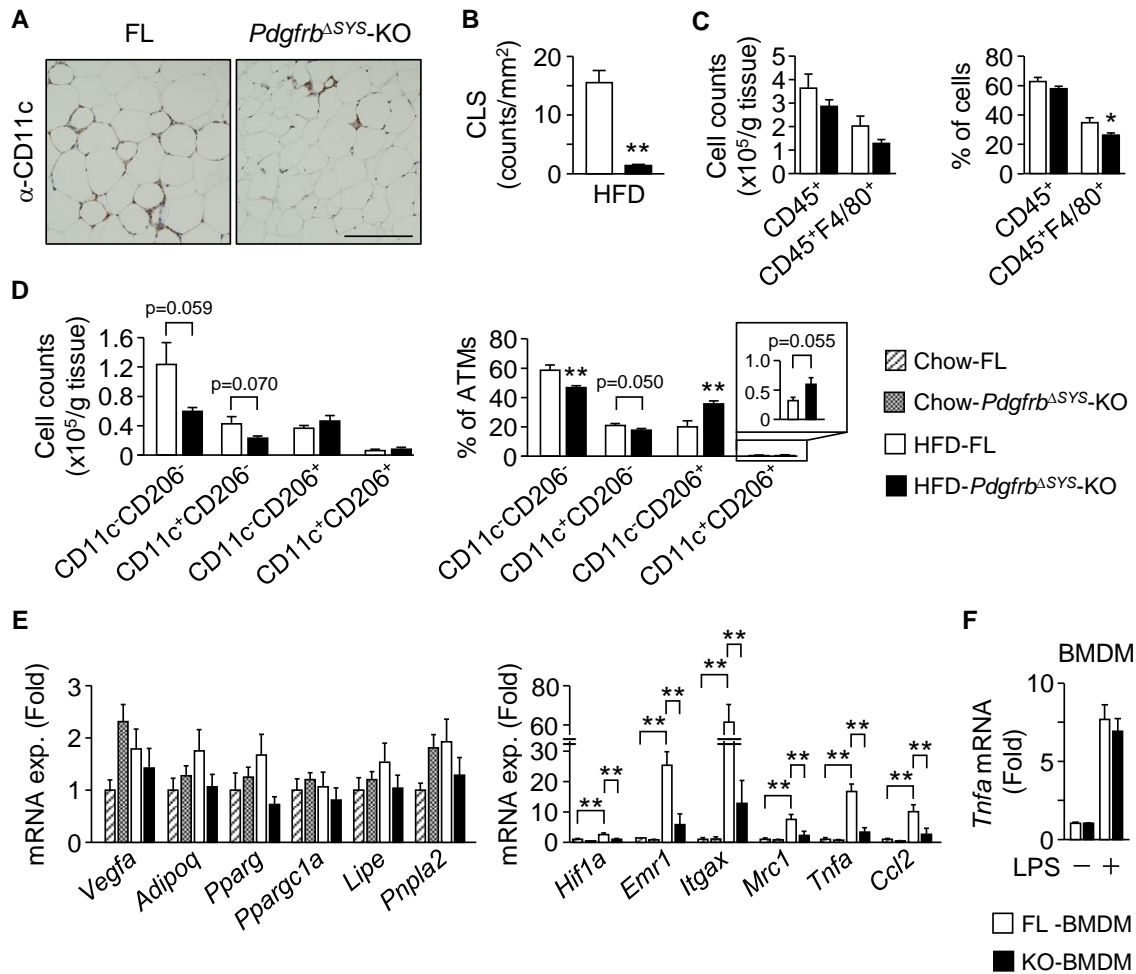 A
FL
Pdgfrb^ΔSYS-KO
α-CD11c
B
CLS
(counts/mm²)
20
10
0
**
HFD
C
Cell counts
(x10⁵/g tissue)
5
4
3
2
1
0
CD45⁺
CD45⁺F4/80⁺
% of cells
80
60
40
20
0
*
CD45⁺
CD45⁺F4/80⁺
D
Cell counts
(x10⁵/g tissue)
1.6
1.2
0.8
0.4
0
p=0.059
p=0.070
CD11c⁻CD206⁻
CD11c⁺CD206⁻
CD11c⁻CD206⁺
CD11c⁺CD206⁺
% of ATMs
80
60
40
20
0
**
p=0.050
**
p=0.055
1.0
0.5
0
CD11c⁻CD206⁻
CD11c⁺CD206⁻
CD11c⁻CD206⁺
CD11c⁺CD206⁺
Chow-FL
Chow-Pdgfrb^ΔSYS-KO
HFD-FL
HFD-Pdgfrb^ΔSYS-KO
E
mRNA exp. (Fold)
3
2
1
0
Vegfa
Adipoq
Pparg
Ppargc1a
Lipe
Pnpla2
mRNA exp. (Fold)
80
60
30
20
10
0
** **
** **
** **
** **
** **
** **
Hif1a
Emr1
Itgax
Mrc1
Tnfa
Ccl2
F
BMDM
Tnfa mRNA
(Fold)
10
5
0
LPS − +
FL -BMDM
KO-BMDM